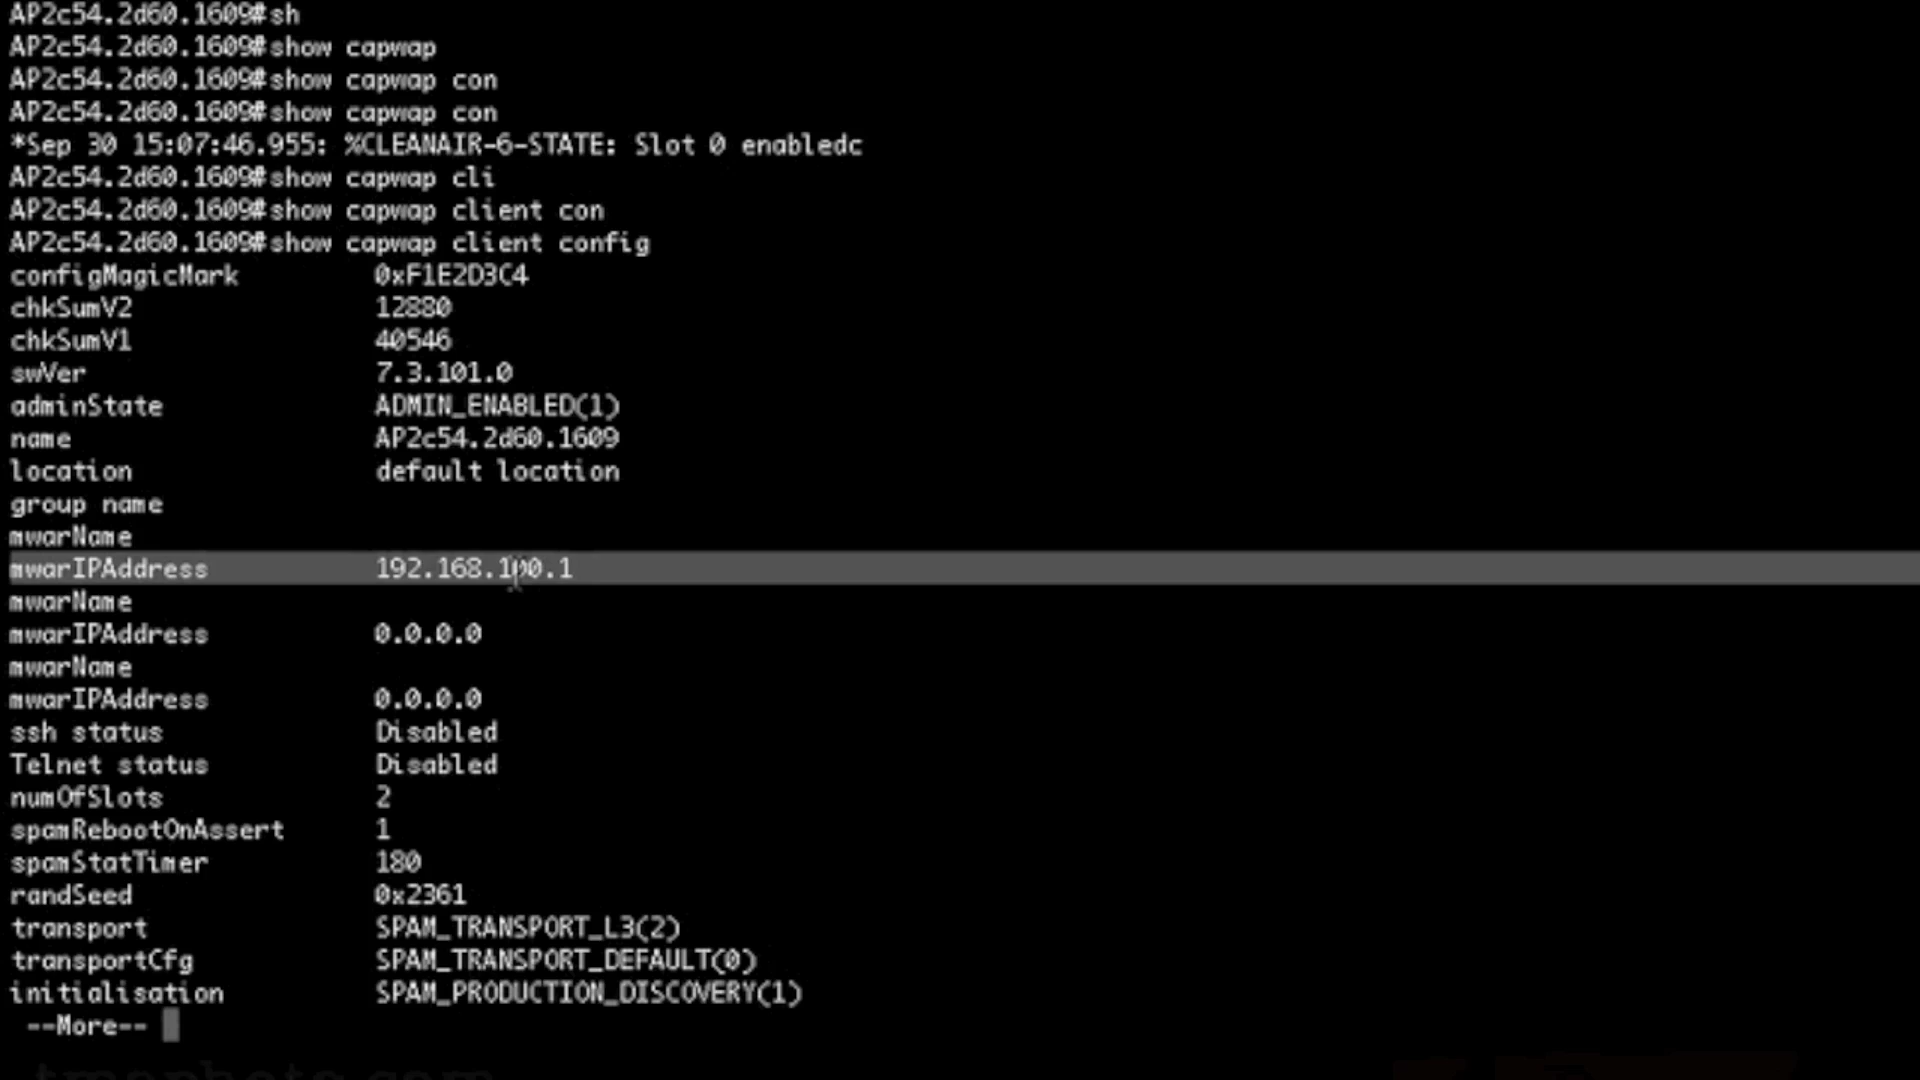 AP2c54.2d60.1609#sh
AP2c54.2d60.1609#show capwap
AP2c54.2d60.1609#show capwap con
AP2c54.2d60.1609#show capwap con
*Sep 30 15:07:46.955: %CLEANAIR-6-STATE: Slot 0 enabledc
AP2c54.2d60.1609#show capwap cli
AP2c54.2d60.1609#show capwap client con
AP2c54.2d60.1609#show capwap client config
configMagicMark 0xF1E2D3C4
chkSumV2 12880
chkSumV1 40546
swVer 7.3.101.0
adminState ADMIN_ENABLED(1)
name AP2c54.2d60.1609
location default location
group name
mwarName
mwarIPAddress 192.168.100.1
mwarName
mwarIPAddress 0.0.0.0
mwarName
mwarIPAddress 0.0.0.0
ssh status Disabled
Telnet status Disabled
numOfSlots 2
spamRebootOnAssert 1
spamStatTimer 180
randSeed 0x2361
transport SPAM_TRANSPORT_L3(2)
transportCfg SPAM_TRANSPORT_DEFAULT(0)
initialisation SPAM_PRODUCTION_DISCOVERY(1)
--More--